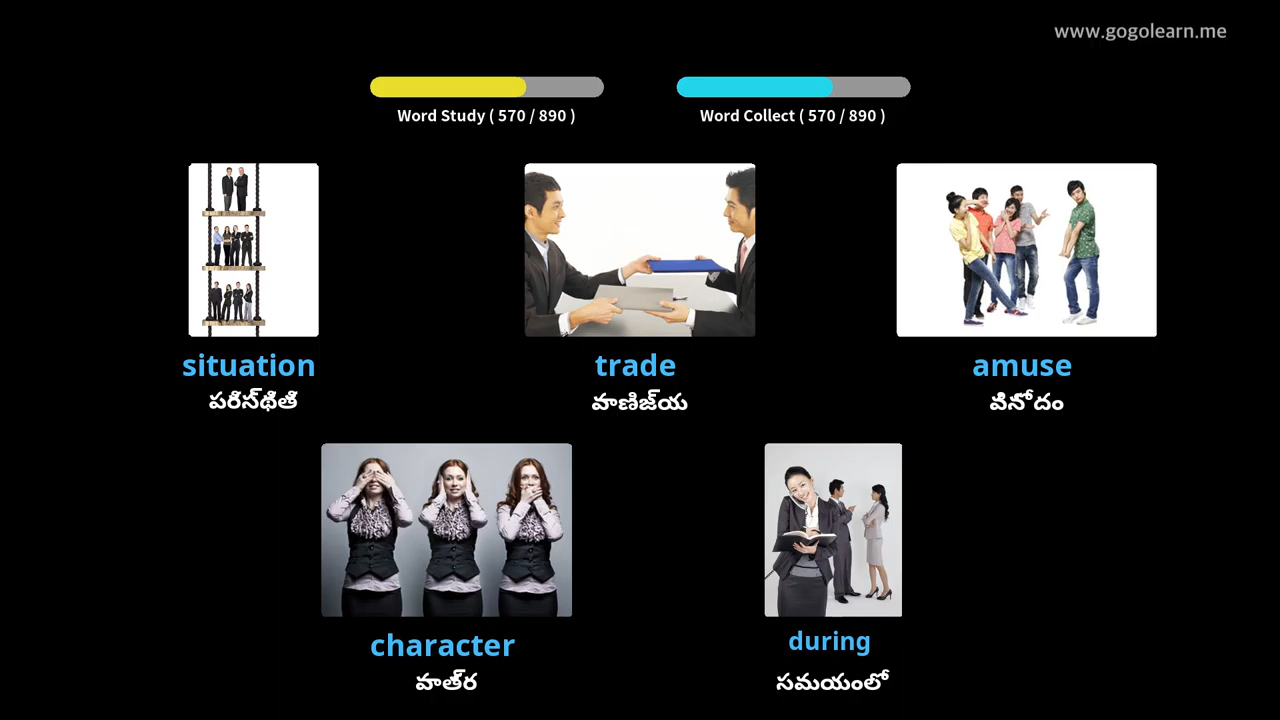 www.gogolearn.me
Word Study ( 570 / 890 )
Word Collect ( 570 / 890 )
situation
పరిస్థితి
trade
వాణిజ్య
amuse
వినోదం
character
పాత్ర
during
సమయంలో